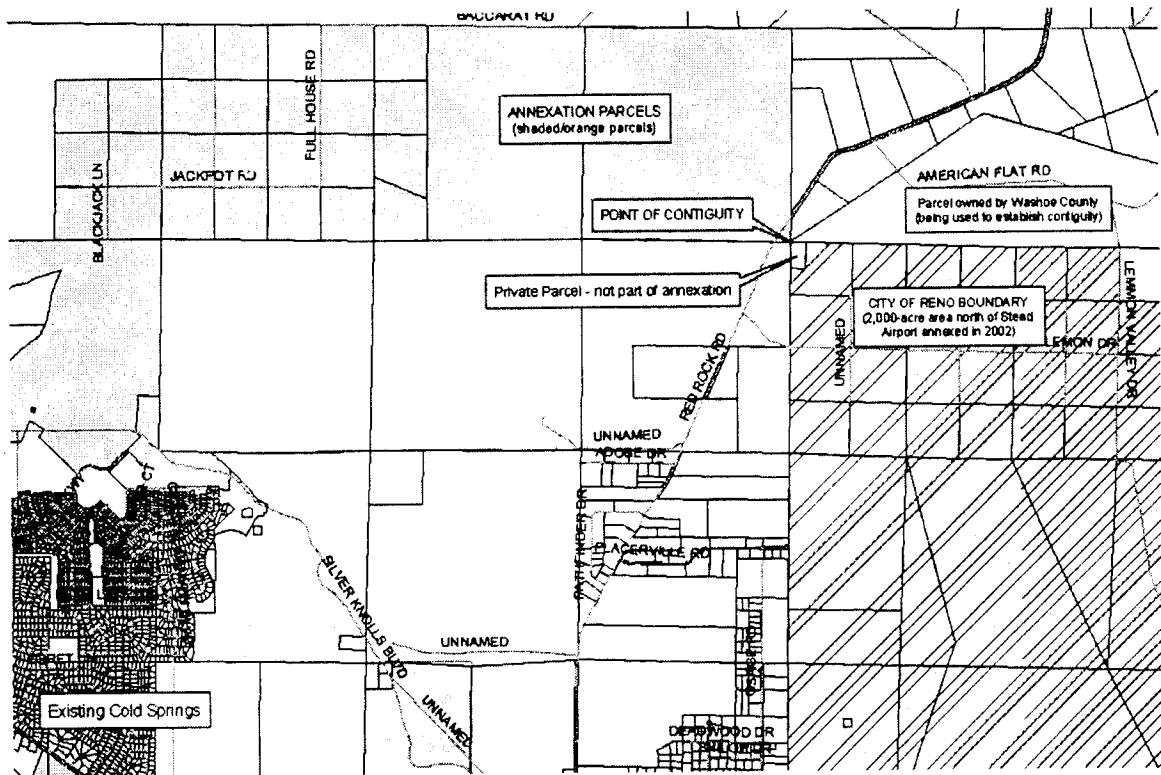 BACCARAT RD
FULL HOUSE RD
ANNEXATION PARCELS
(shaded/orange parcels)
BLACKJACK LN
JACKPOT RD
AMERICAN FLAT RD
Parcel owned by Washoe County
(being used to establish contiguity)
POINT OF CONTIGUITY
Private Parcel - not part of annexation
CITY OF RENO BOUNDARY
(2,000-acre area north of Stead
Airport annexed in 2002)
LEMMON VALLEY DR
UNNAMED
LEMON DR
RED ROCK RD
UNNAMED
ADOBE DR
PATHFINDER DR
PLACERVILLE RD
SILVER KNOLLS BLVD
UNNAMED
OSAGE RD
UNNAMED
Existing Cold Springs
DEADWOOD DR